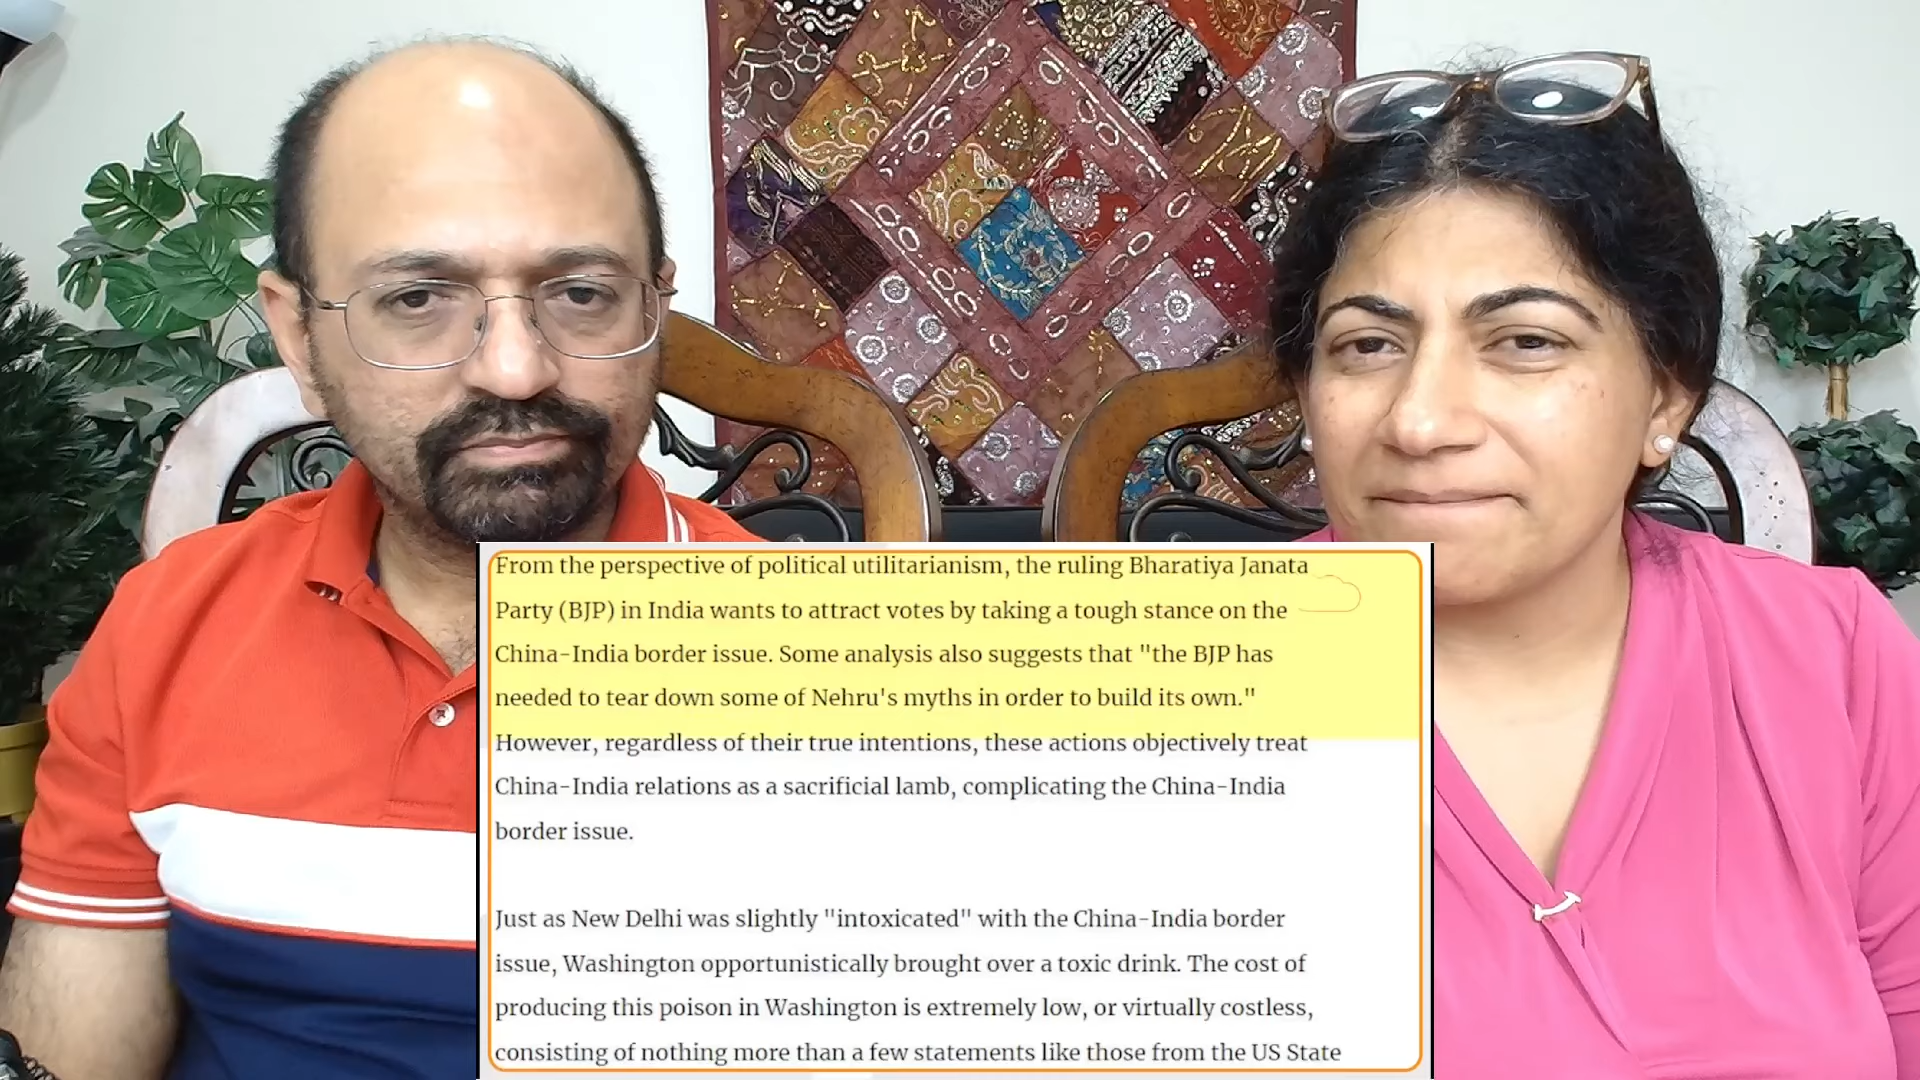 From the perspective of political utilitarianism, the ruling Bharatiya Janata
Party (BJP) in India wants to attract votes by taking a tough stance on the
China-India border issue. Some analysis also suggests that "the BJP has
needed to tear down some of Nehru's myths in order to build its own."
However, regardless of their true intentions, these actions objectively treat
China-India relations as a sacrificial lamb, complicating the China-India
border issue.
Just as New Delhi was slightly "intoxicated" with the China-India border
issue, Washington opportunistically brought over a toxic drink. The cost of
producing this poison in Washington is extremely low, or virtually costless,
consisting of nothing more than a few statements like those from the US State